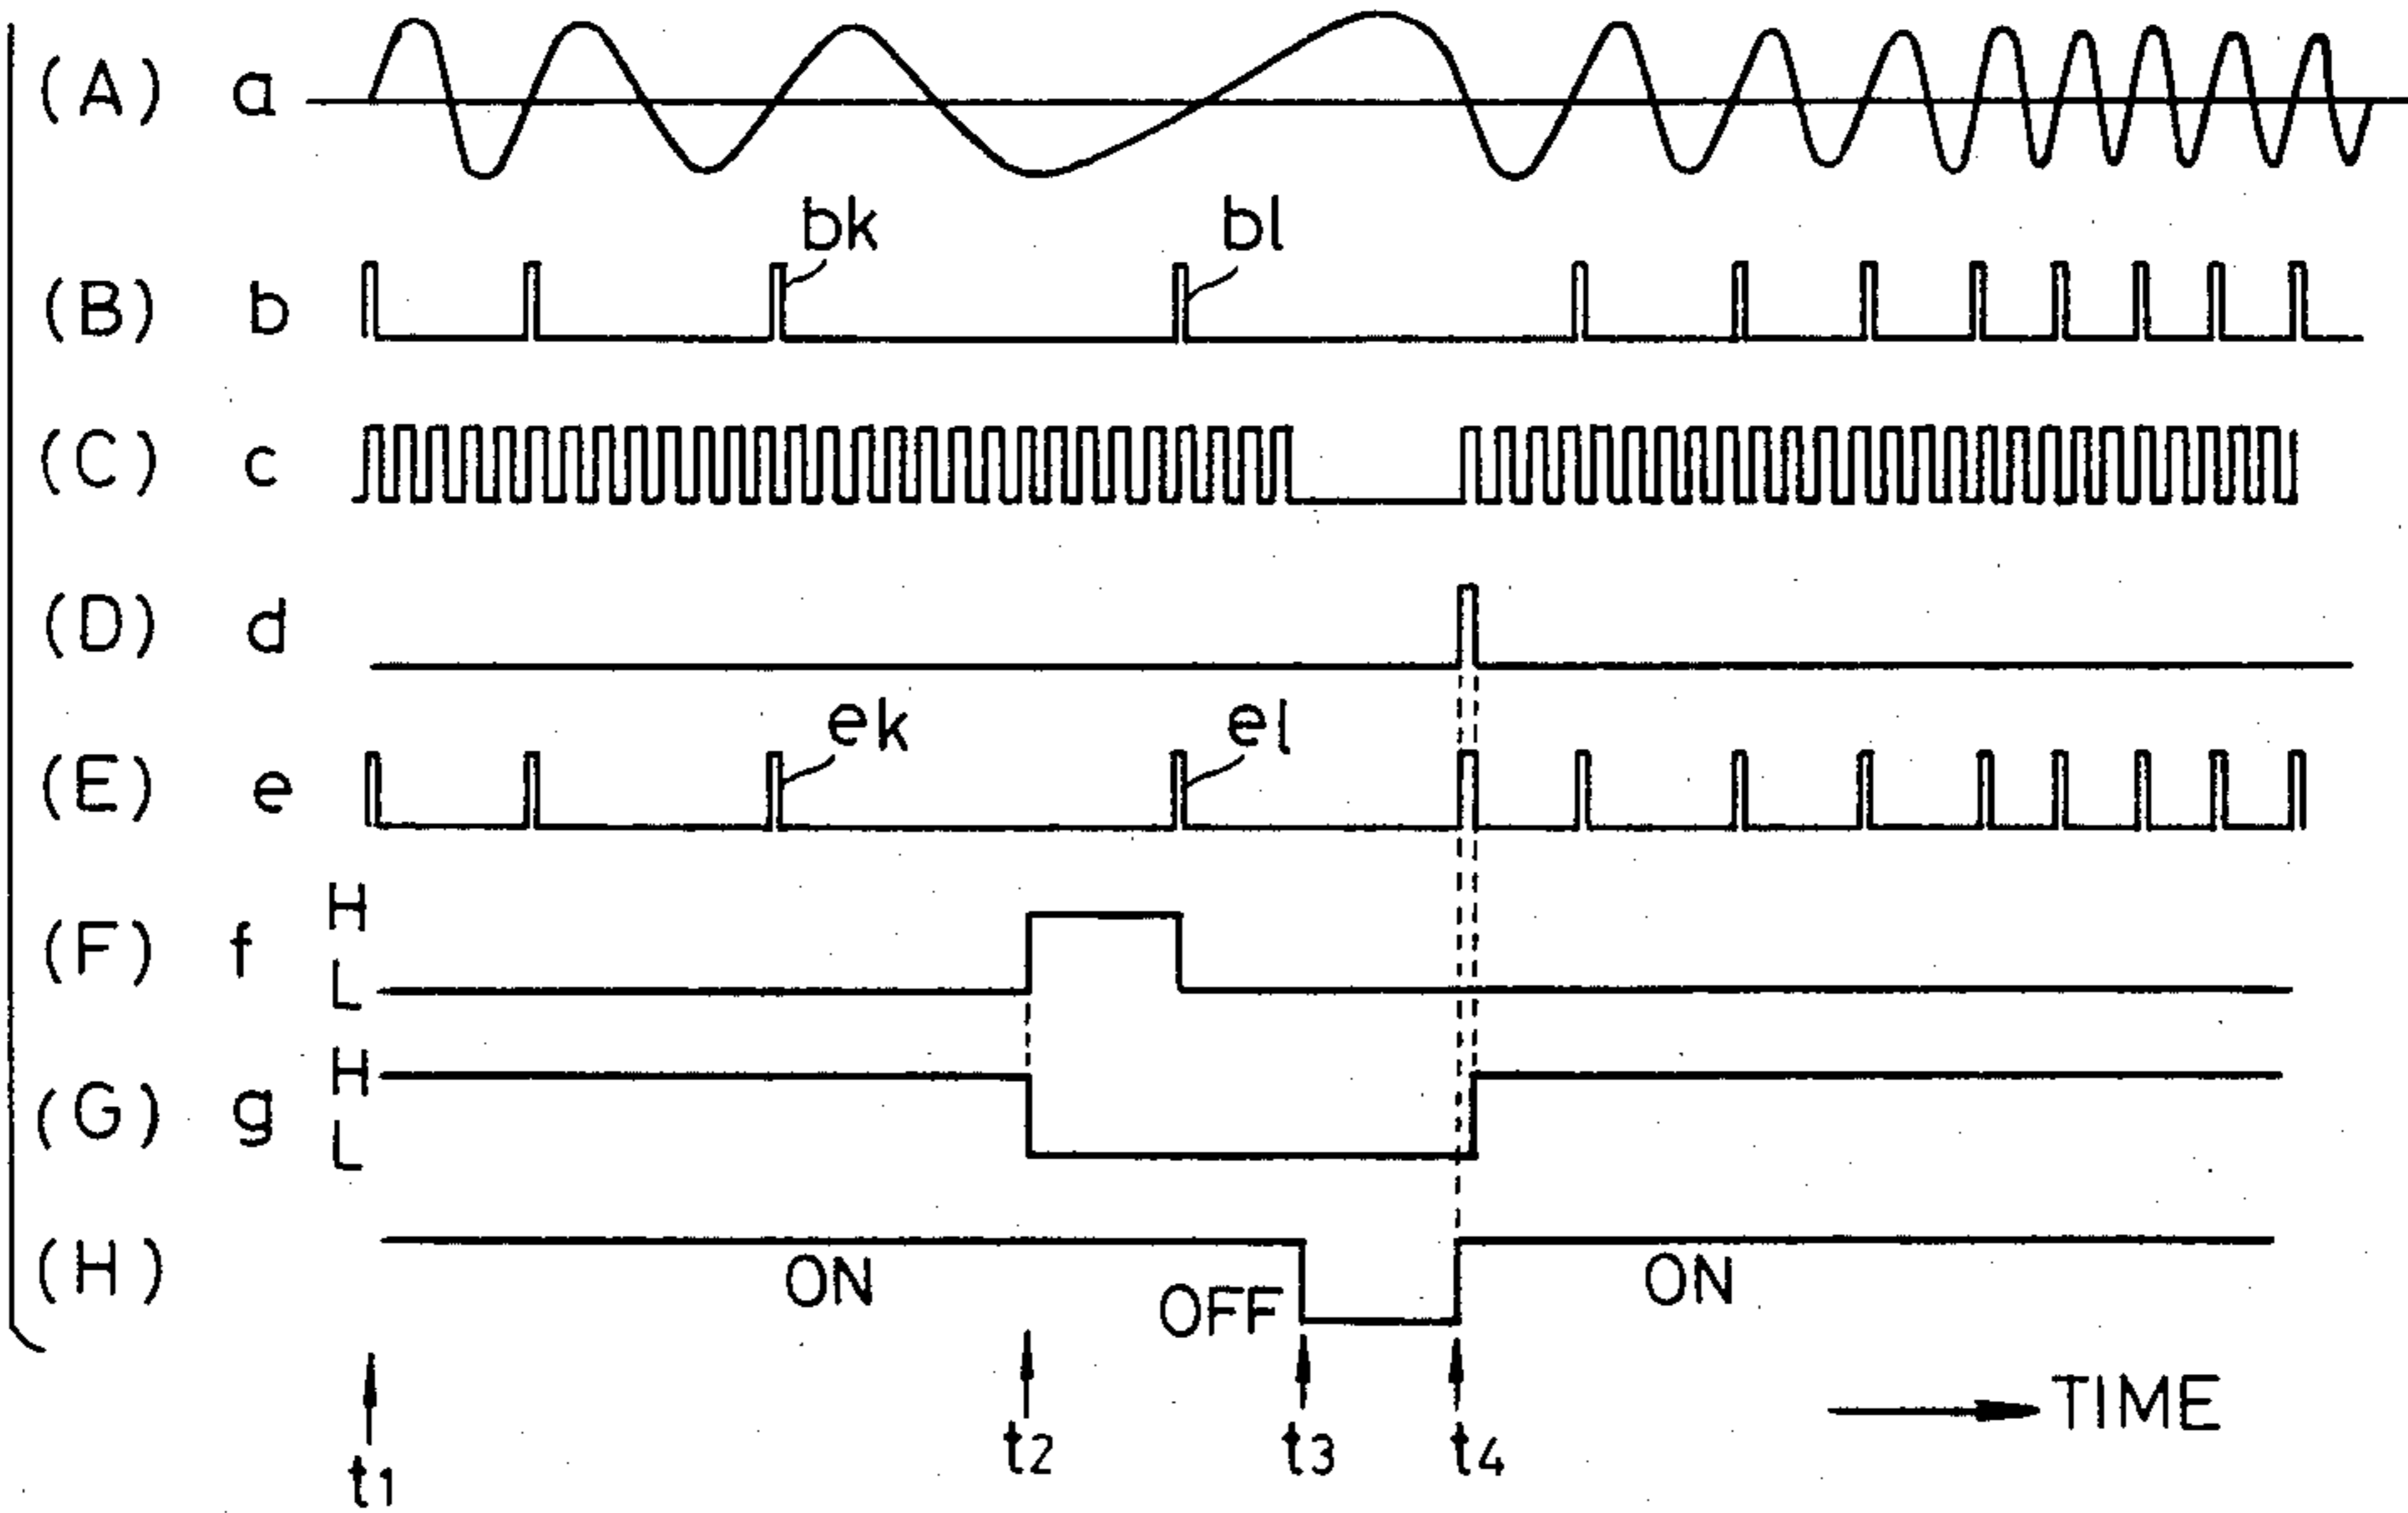 (A) a
bk bl
(B) b
(C) c
(D) d
ek el
(E) e
H
(F) f
L
H
(G) g
L
(H)
ON OFF ON
t1 t2 t3 t4 TIME